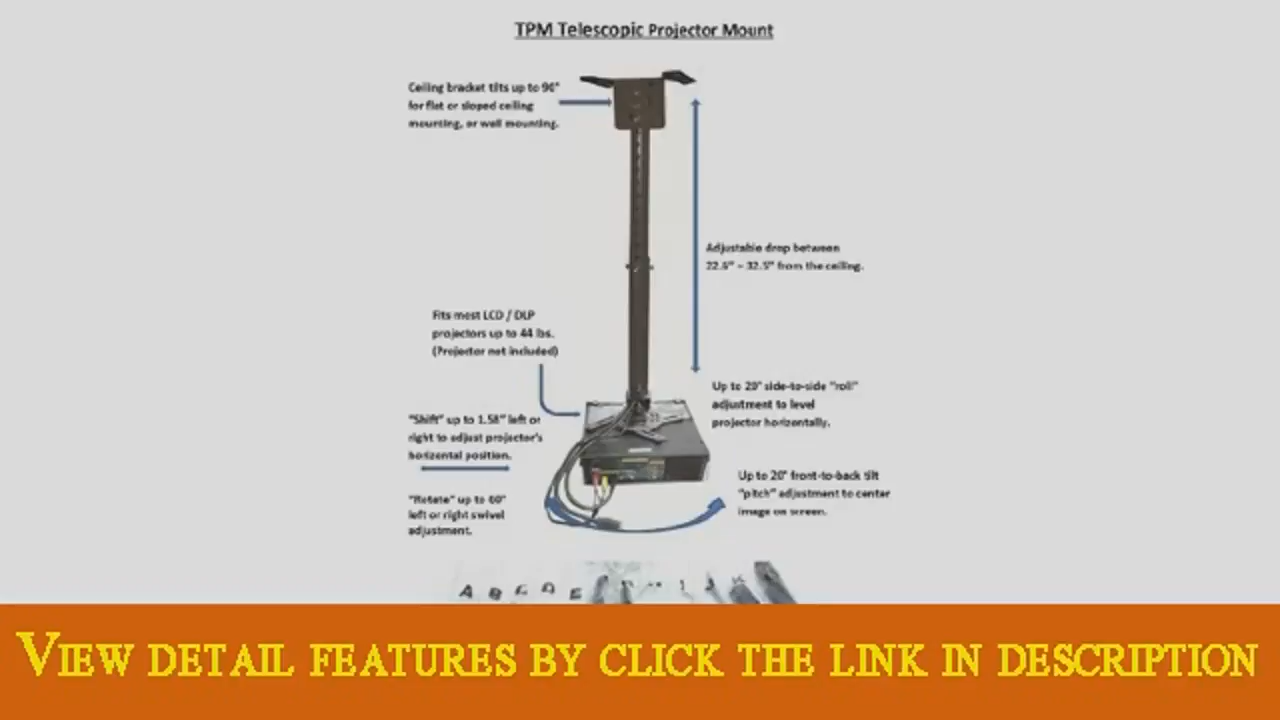 TPM Telescopic Projector Mount
Ceiling bracket tilts up to 90°
for flat or sloped ceiling
mounting, or wall mounting.
Adjustable drop between
22.6" – 32.5" from the ceiling.
Fits most LCD / DLP
projectors up to 44 lbs.
(Projector not included)
Up to 20° side-to-side "roll"
adjustment to level
projector horizontally.
"Shift" up to 1.58" left or
right to adjust projector's
horizontal position.
Up to 20° front-to-back tilt
"pitch" adjustment to center
image on screen.
"Rotate" up to 60°
left or right swivel
adjustment.
A B C D E
VIEW DETAIL FEATURES BY CLICK THE LINK IN DESCRIPTION